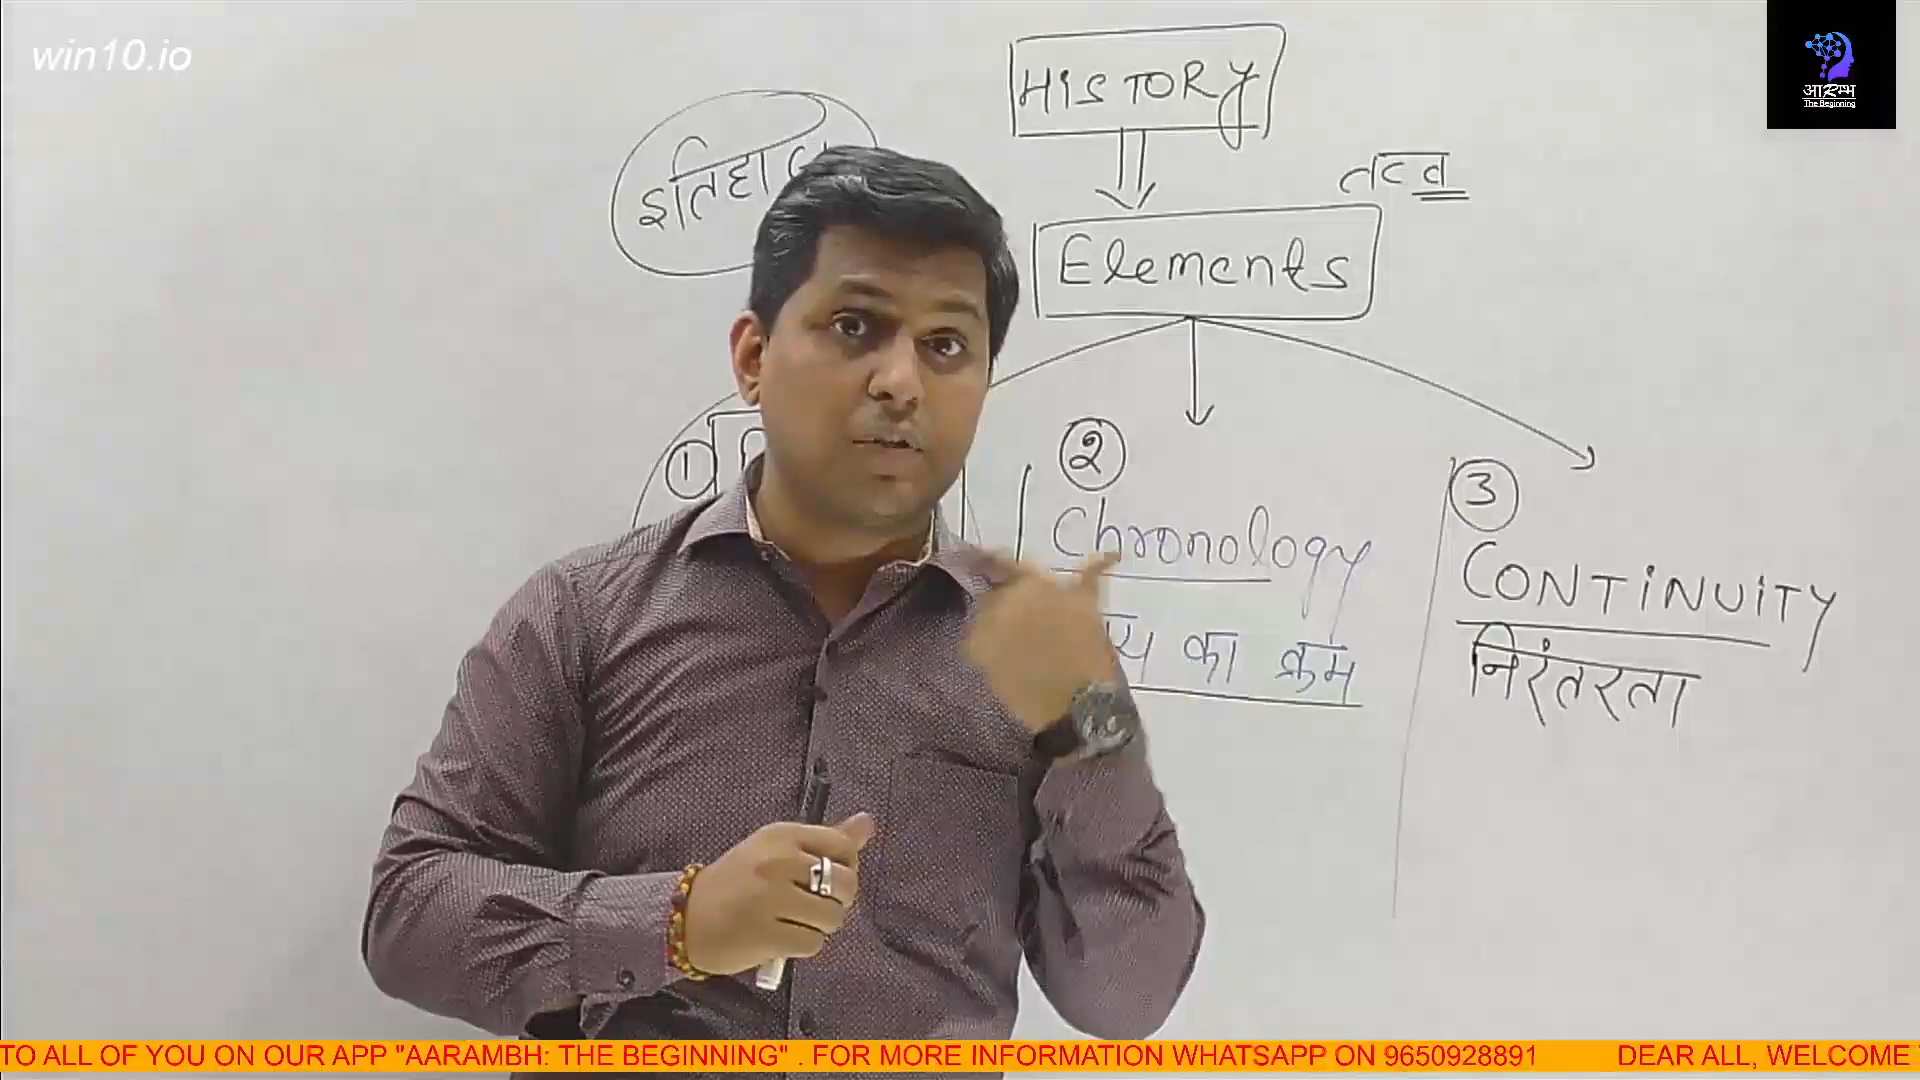 win10.io
HISTORY
आरम्भ
The Beginning
तत्व
Elements
1
2
Chronology
का क्रम
3
CONTINUITY
निरंतरता
TO ALL OF YOU ON OUR APP "AARAMBH: THE BEGINNING" . FOR MORE INFORMATION WHATSAPP ON 9650928891 DEAR ALL, WELCOME